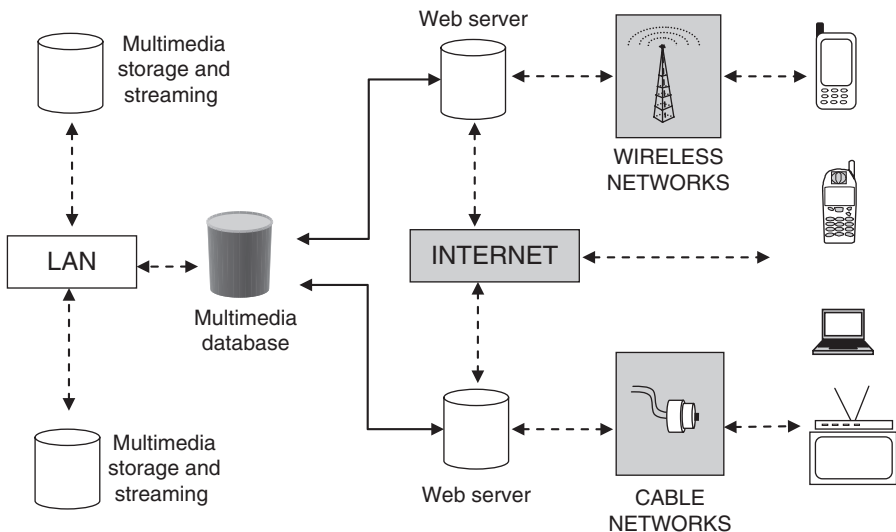 Web server
Multimedia
storage and
streaming
WIRELESS
NETWORKS
LAN
INTERNET
Multimedia
database
Multimedia
storage and
streaming
Web server
CABLE
NETWORKS